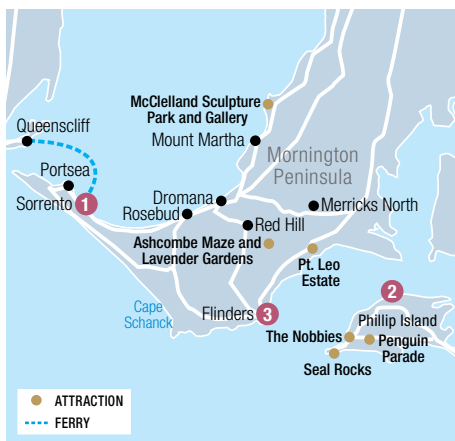 McClelland Sculpture
Park and Gallery
Queenscliff
Mount Martha
Mornington
Peninsula
Portsea
Sorrento 1
Dromana
Rosebud
Merricks North
Red Hill
Ashcombe Maze and
Lavender Gardens
Pt. Leo
Estate
2
Cape
Schanck
Flinders 3
Phillip Island
The Nobbies
Penguin
Parade
Seal Rocks
ATTRACTION
FERRY